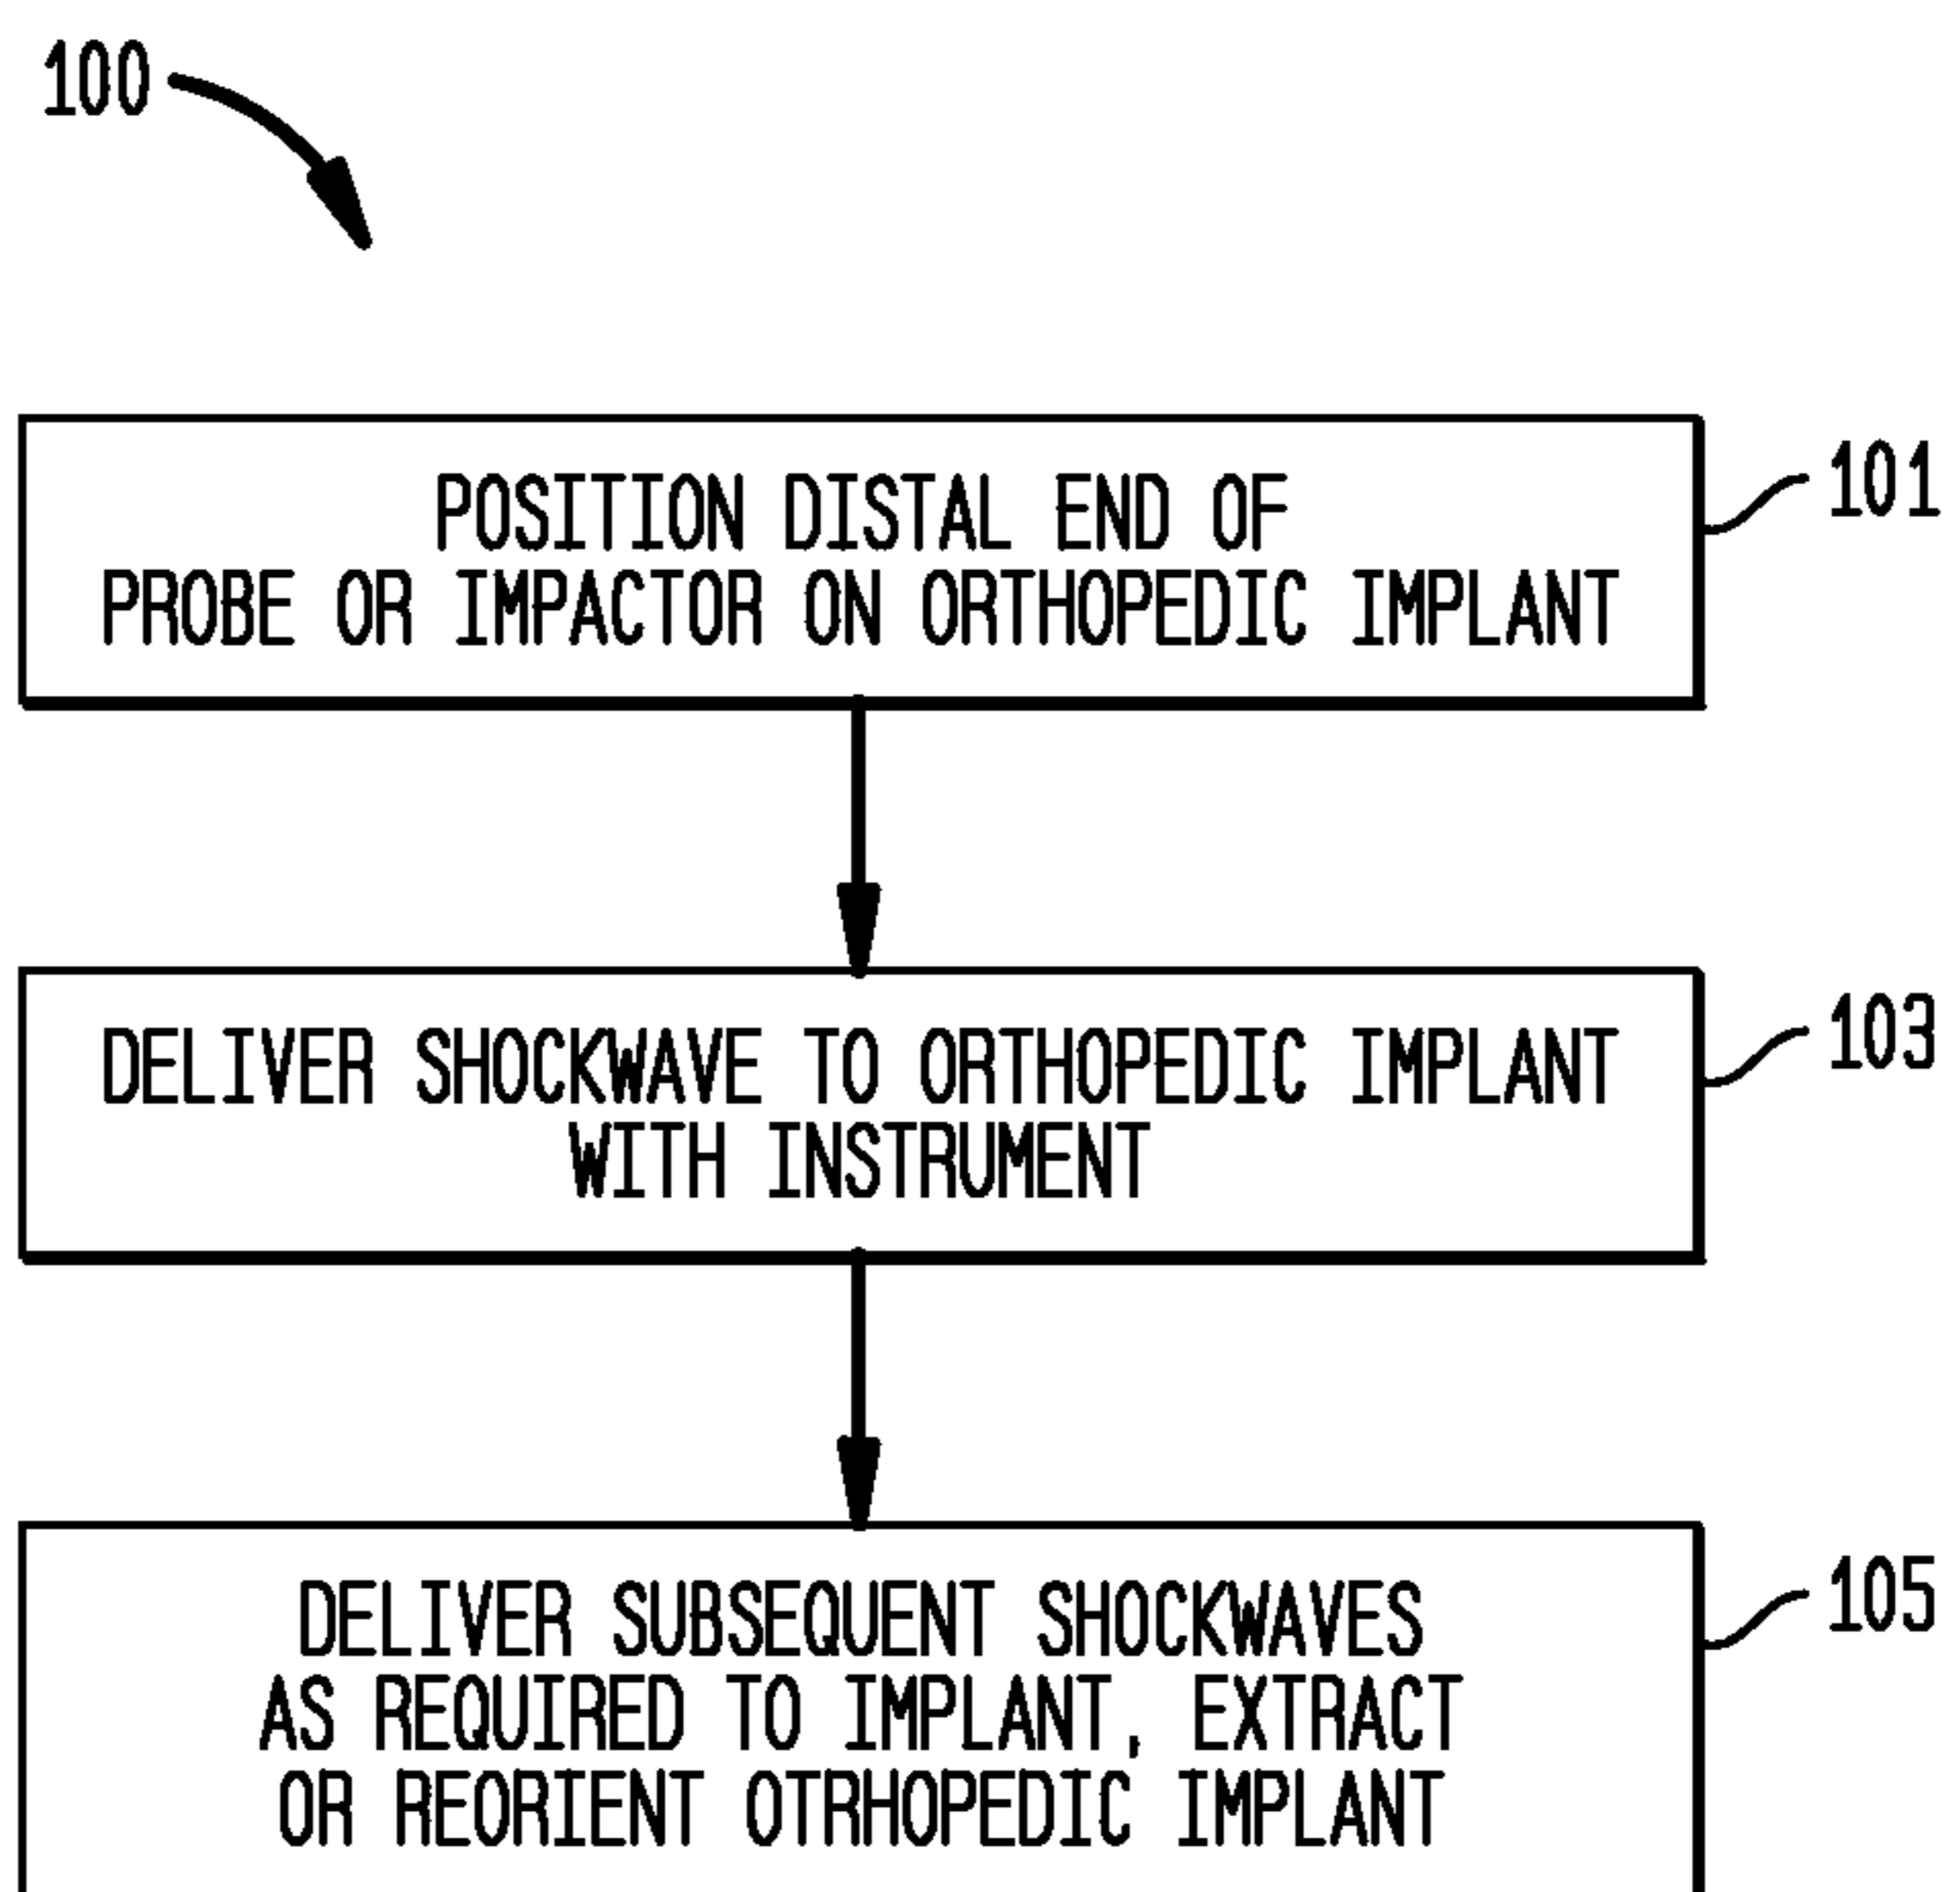 100
POSITION DISTAL END OF
PROBE OR IMPACTOR ON ORTHOPEDIC IMPLANT
101
DELIVER SHOCKWAVE TO ORTHOPEDIC IMPLANT
WITH INSTRUMENT
103
DELIVER SUBSEQUENT SHOCKWAVES
AS REQUIRED TO IMPLANT, EXTRACT
OR REORIENT OTRHOPEDIC IMPLANT
105